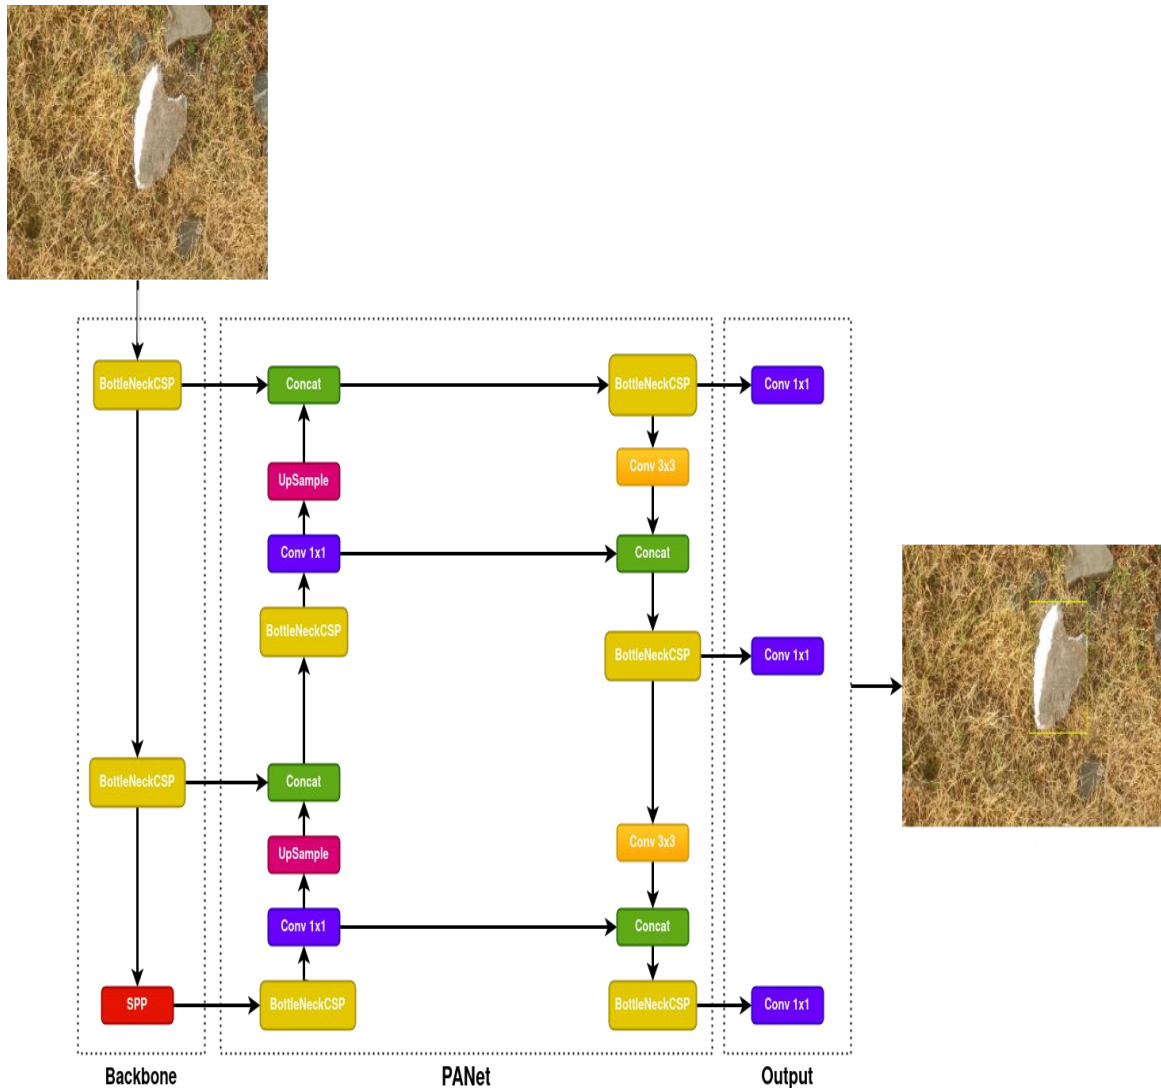 BottleNeckCSP
Concat
BottleNeckCSP
Conv 1x1
UpSample
Conv 3x3
Conv 1x1
Concat
BottleNeckCSP
BottleNeckCSP
Conv 1x1
BottleNeckCSP
Concat
UpSample
Conv 3x3
Conv 1x1
Concat
SPP
BottleNeckCSP
BottleNeckCSP
Conv 1x1
Backbone
PANet
Output